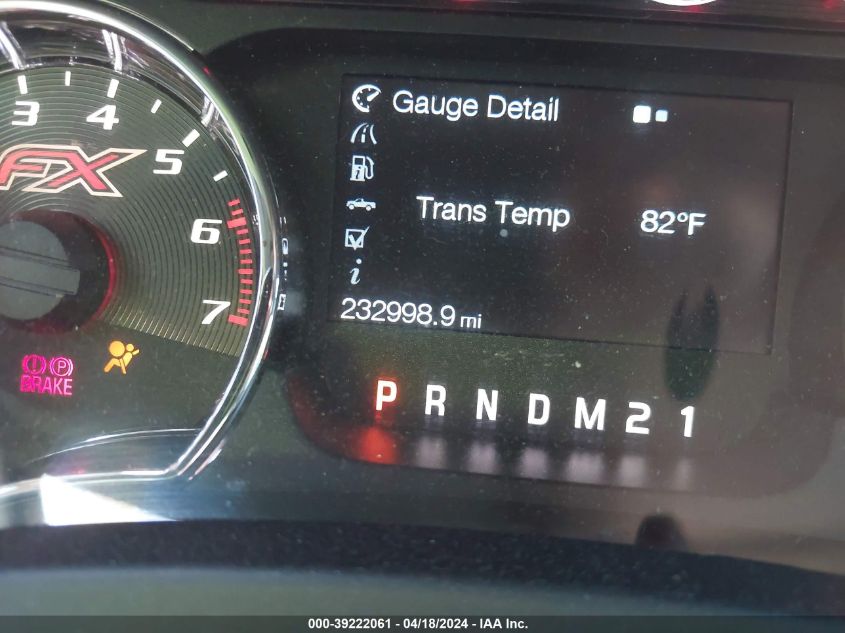 3
4
5
6
7
FX
BRAKE
Gauge Detail
Trans Temp 82°F
i
232998.9 mi
P R N D M 2 1
000-39222061 - 04/18/2024 - IAA Inc.